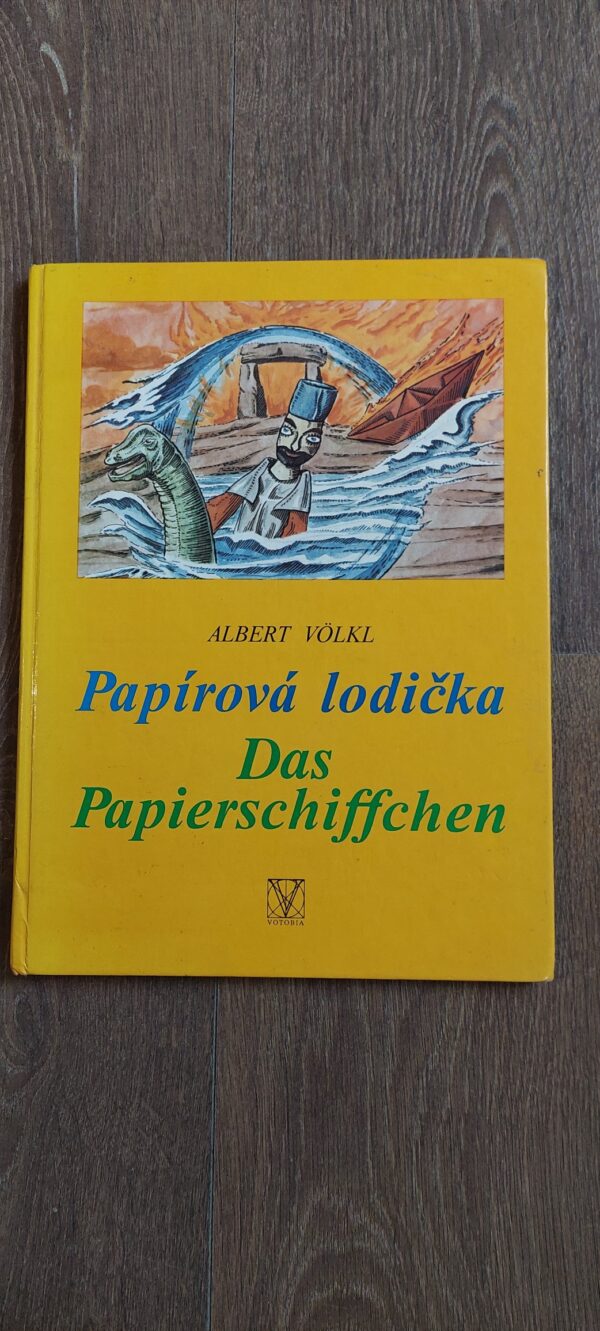 ALBERT VÖLKL
Papírová lodička
Das
Papierschiffchen
VOTOBIA